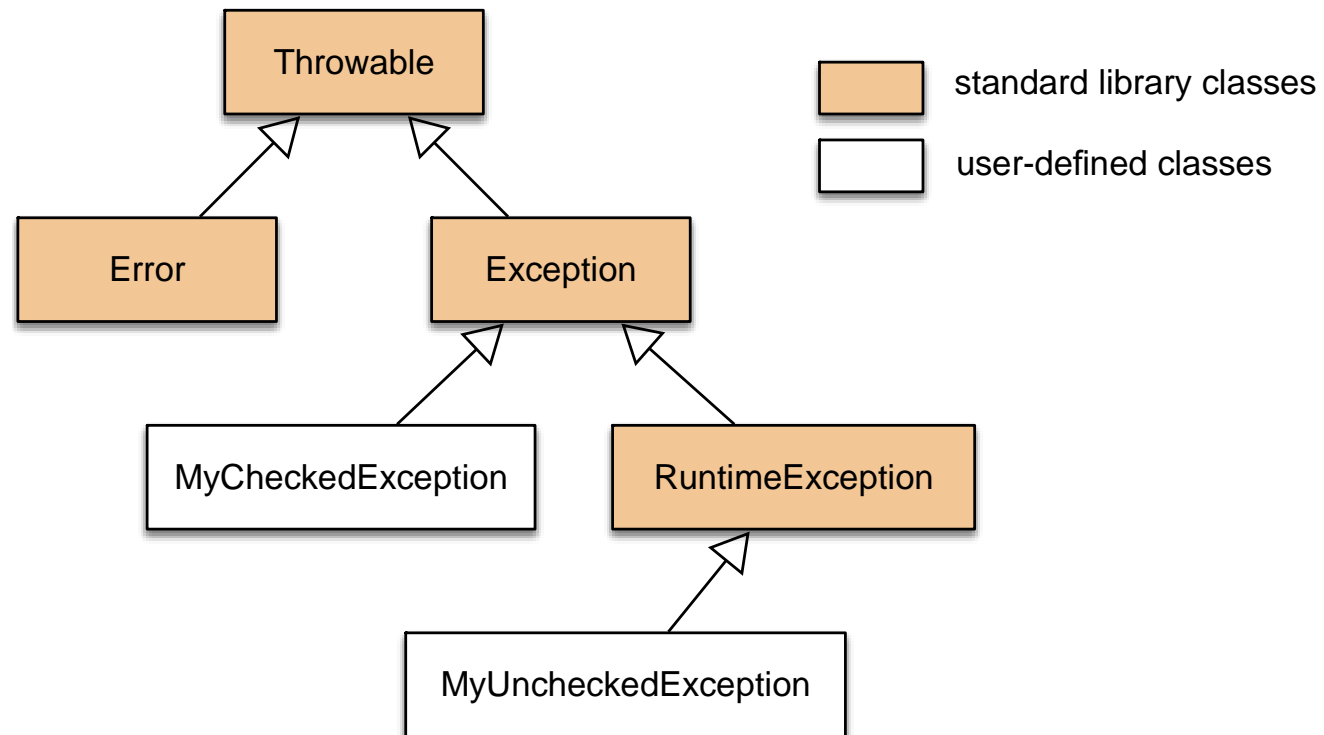 Throwable
standard library classes
user-defined classes
Error
Exception
MyCheckedException
RuntimeException
MyUncheckedException